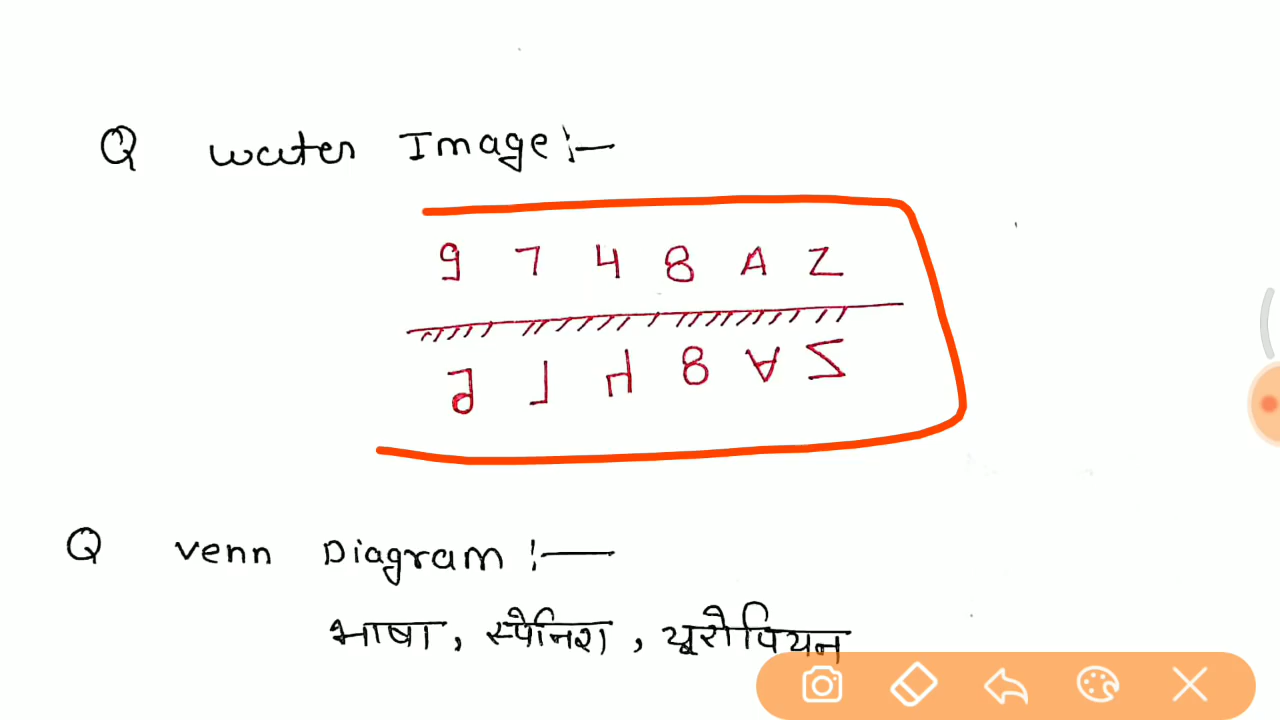 Q water Image:-
9 7 4 8 A Z
Q venn Diagram :-
भाषा, स्पैनिश, यूरोपियन